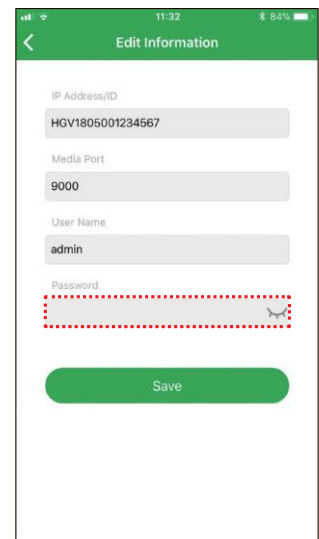 11:32
84%
Edit Information
IP Address/ID
HGV1805001234567
Media Port
9000
User Name
admin
Password
Save